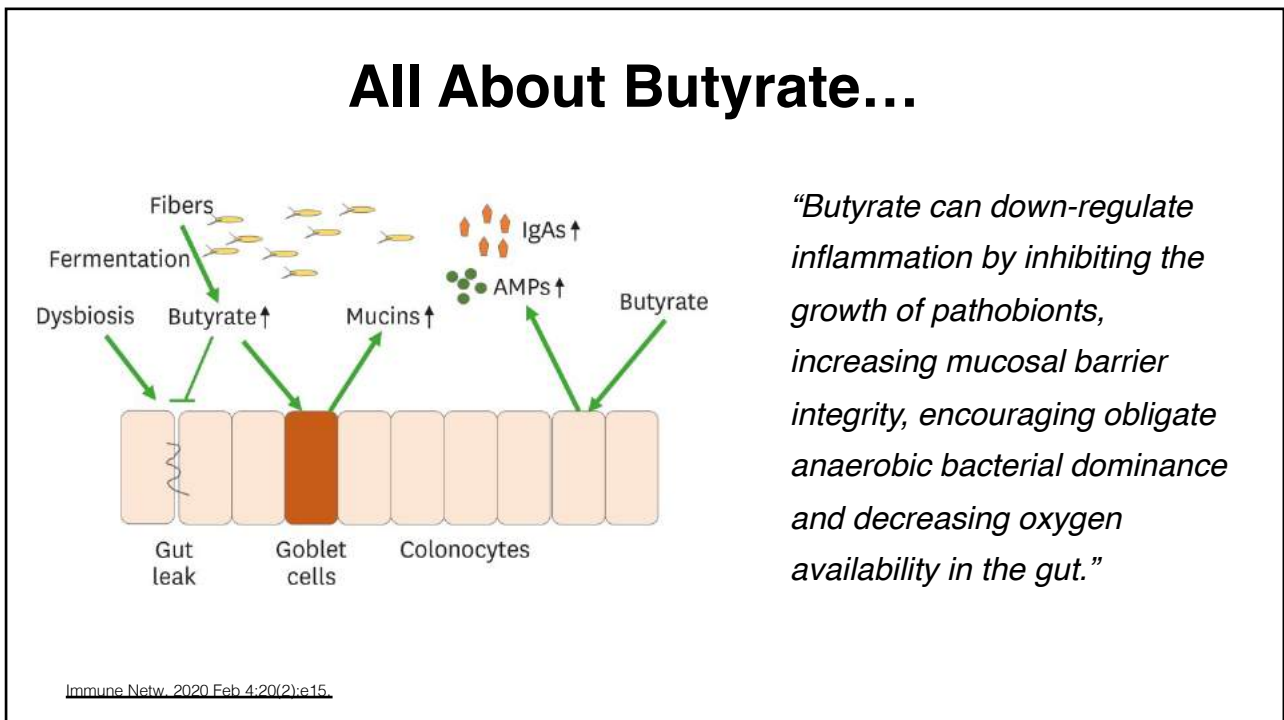 All About Butyrate…
Fibers
Fermentation
Dysbiosis
Butyrate↑
Mucins↑
IgAs↑
AMPs↑
Butyrate
Gut
leak
Goblet
cells
Colonocytes
“Butyrate can down-regulate
inflammation by inhibiting the
growth of pathobionts,
increasing mucosal barrier
integrity, encouraging obligate
anaerobic bacterial dominance
and decreasing oxygen
availability in the gut.”
Immune Netw. 2020 Feb 4;20(2):e15.